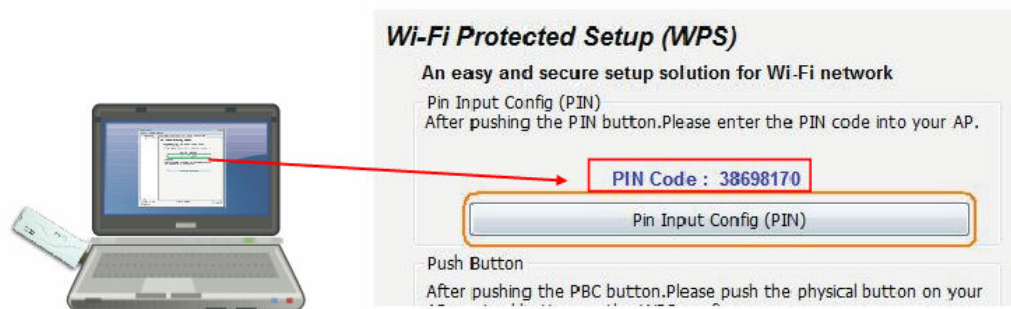 Wi-Fi Protected Setup (WPS)
An easy and secure setup solution for Wi-Fi network
Pin Input Config (PIN)
After pushing the PIN button.Please enter the PIN code into your AP.
PIN Code : 38698170
Pin Input Config (PIN)
Push Button
After pushing the PBC button.Please push the physical button on your